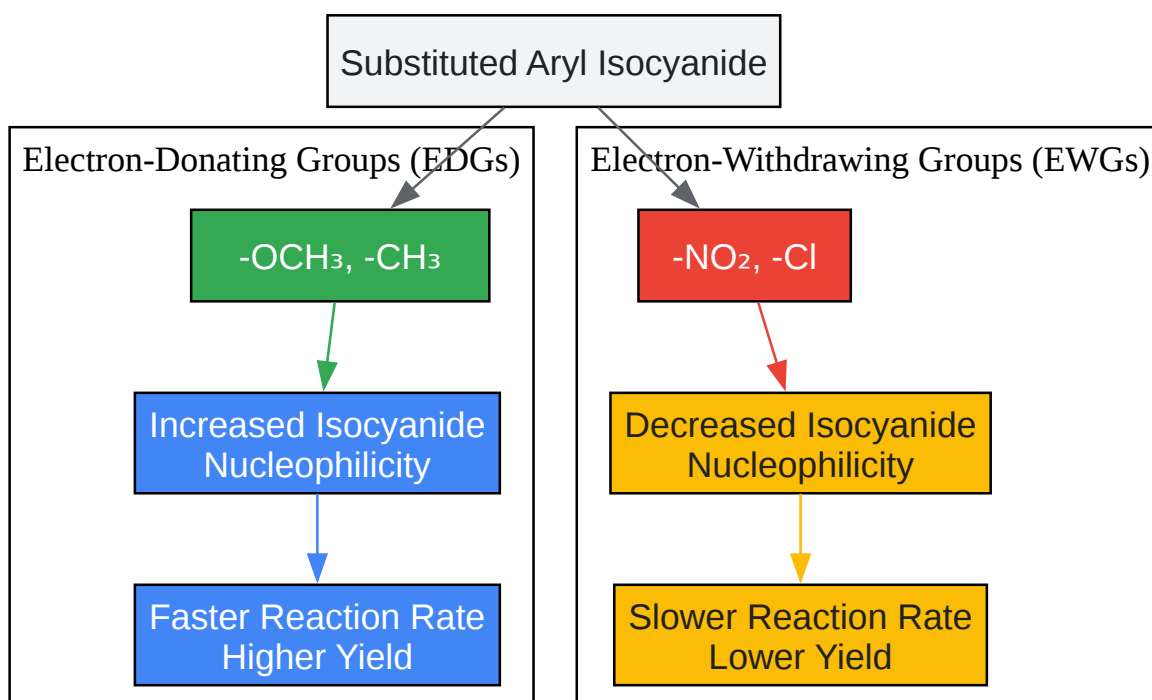 Substituted Aryl Isocyanide
Electron-Donating Groups (EDGs)
-OCH₃, -CH₃
Increased Isocyanide
Nucleophilicity
Faster Reaction Rate
Higher Yield
Electron-Withdrawing Groups (EWGs)
-NO₂, -Cl
Decreased Isocyanide
Nucleophilicity
Slower Reaction Rate
Lower Yield